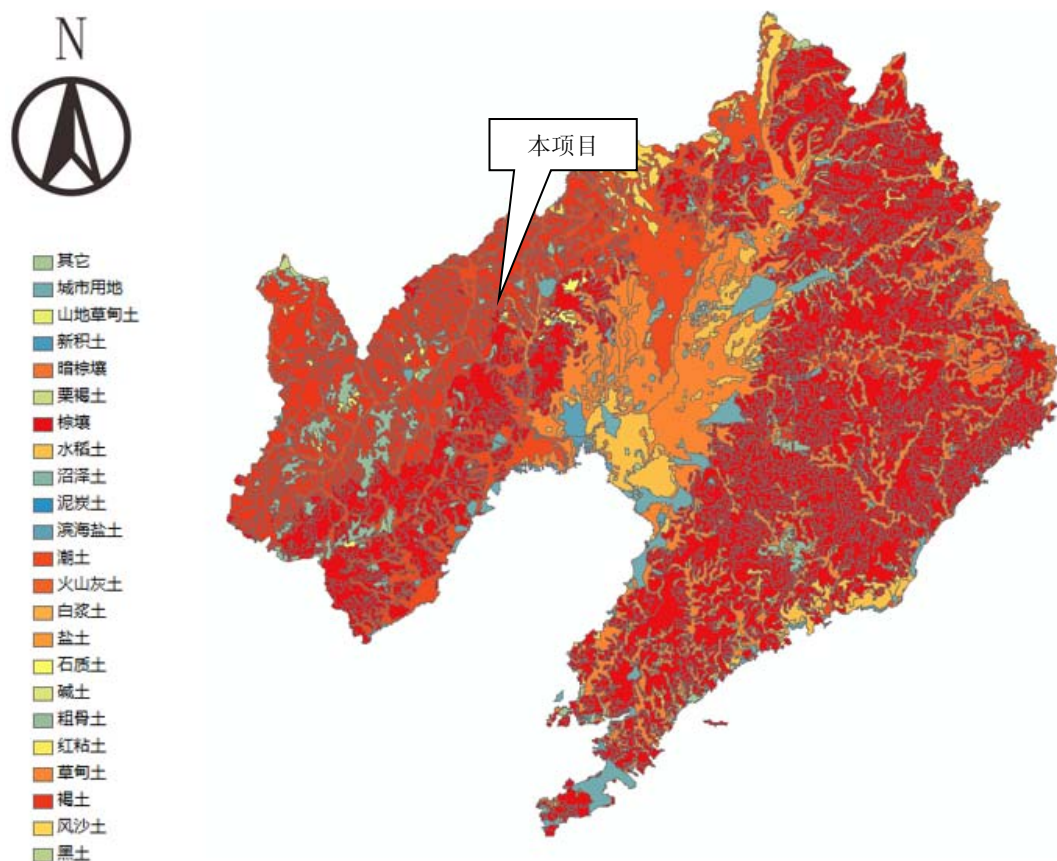 N
本项目
其它
城市用地
山地草甸土
新积土
暗棕壤
栗褐土
棕壤
水稻土
沼泽土
泥炭土
滨海盐土
潮土
火山灰土
白浆土
盐土
石质土
碱土
粗骨土
红粘土
草甸土
褐土
风沙土
黑土